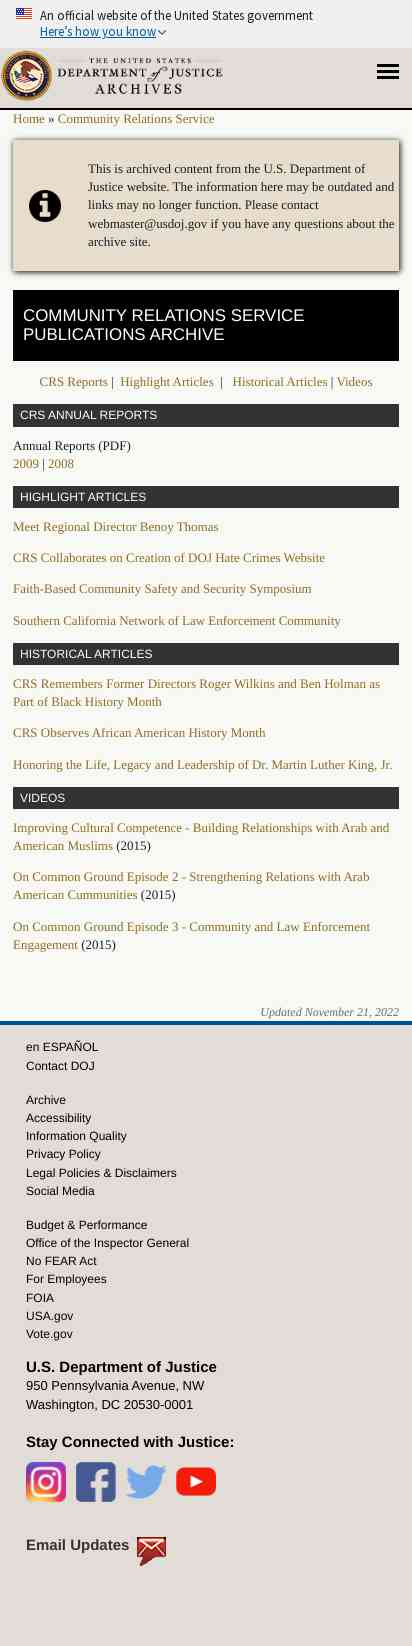 An official website of the United States government
Here's how you know
THE UNITED STATES
DEPARTMENT of JUSTICE
ARCHIVES
Home » Community Relations Service
This is archived content from the U.S. Department of
Justice website. The information here may be outdated and
links may no longer function. Please contact
webmaster@usdoj.gov if you have any questions about the
archive site.
COMMUNITY RELATIONS SERVICE
PUBLICATIONS ARCHIVE
CRS Reports | Highlight Articles | Historical Articles | Videos
CRS ANNUAL REPORTS
Annual Reports (PDF)
2009 | 2008
HIGHLIGHT ARTICLES
Meet Regional Director Benoy Thomas
CRS Collaborates on Creation of DOJ Hate Crimes Website
Faith-Based Community Safety and Security Symposium
Southern California Network of Law Enforcement Community
HISTORICAL ARTICLES
CRS Remembers Former Directors Roger Wilkins and Ben Holman as
Part of Black History Month
CRS Observes African American History Month
Honoring the Life, Legacy and Leadership of Dr. Martin Luther King, Jr.
VIDEOS
Improving Cultural Competence - Building Relationships with Arab and
American Muslims (2015)
On Common Ground Episode 2 - Strengthening Relations with Arab
American Cummunities (2015)
On Common Ground Episode 3 - Community and Law Enforcement
Engagement (2015)
Updated November 21, 2022
en ESPAÑOL
Contact DOJ
Archive
Accessibility
Information Quality
Privacy Policy
Legal Policies & Disclaimers
Social Media
Budget & Performance
Office of the Inspector General
No FEAR Act
For Employees
FOIA
USA.gov
Vote.gov
U.S. Department of Justice
950 Pennsylvania Avenue, NW
Washington, DC 20530-0001
Stay Connected with Justice:
Email Updates